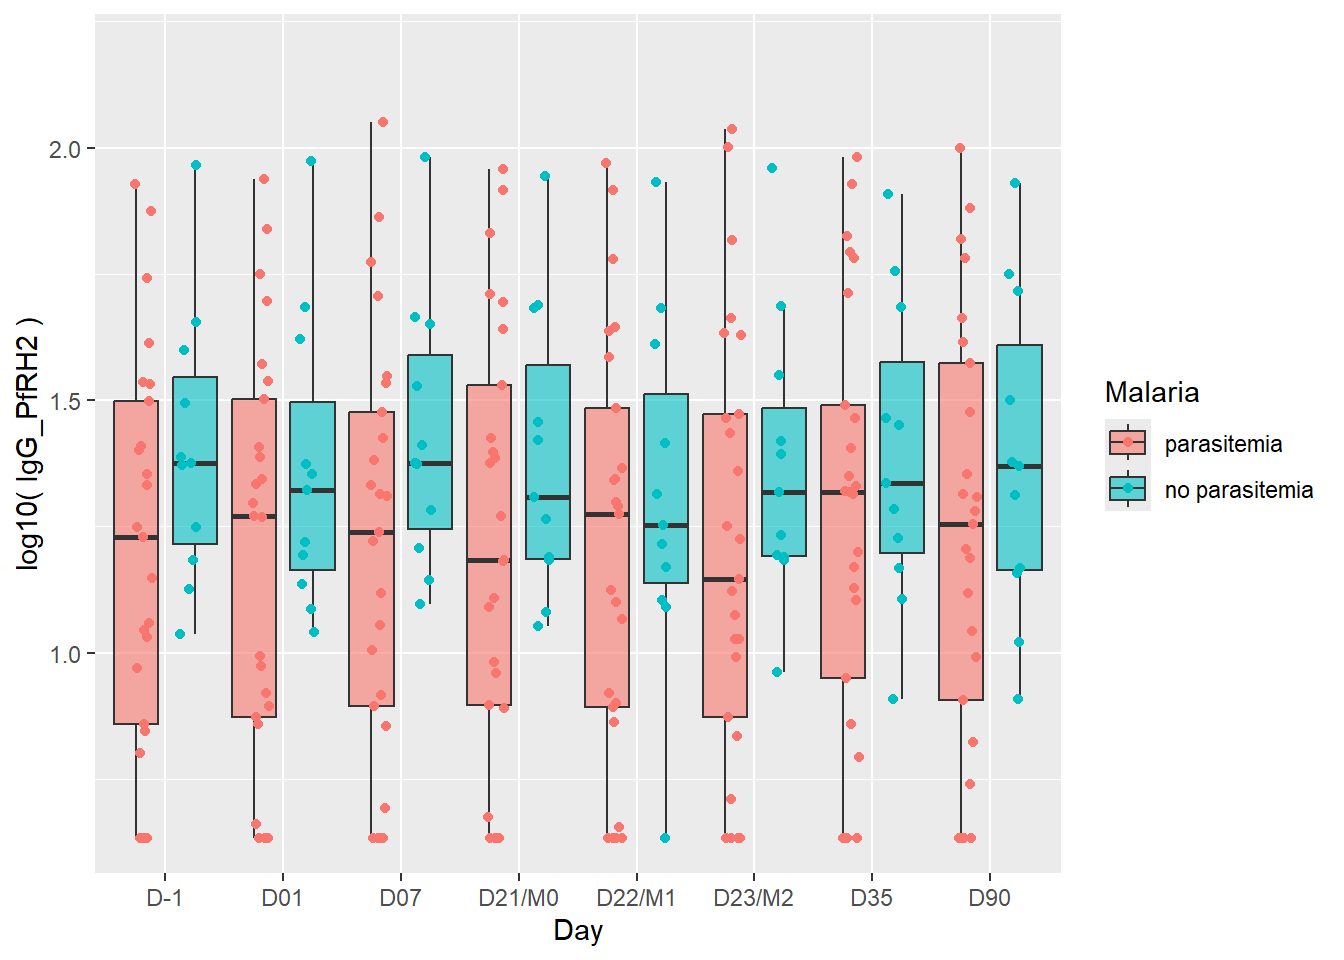 2.0
1.5
1.0
log10( IgG_PfRH2 )
D-1 D01 D07 D21/M0 D22/M1 D23/M2 D35 D90
Day
Malaria
parasitemia
no parasitemia